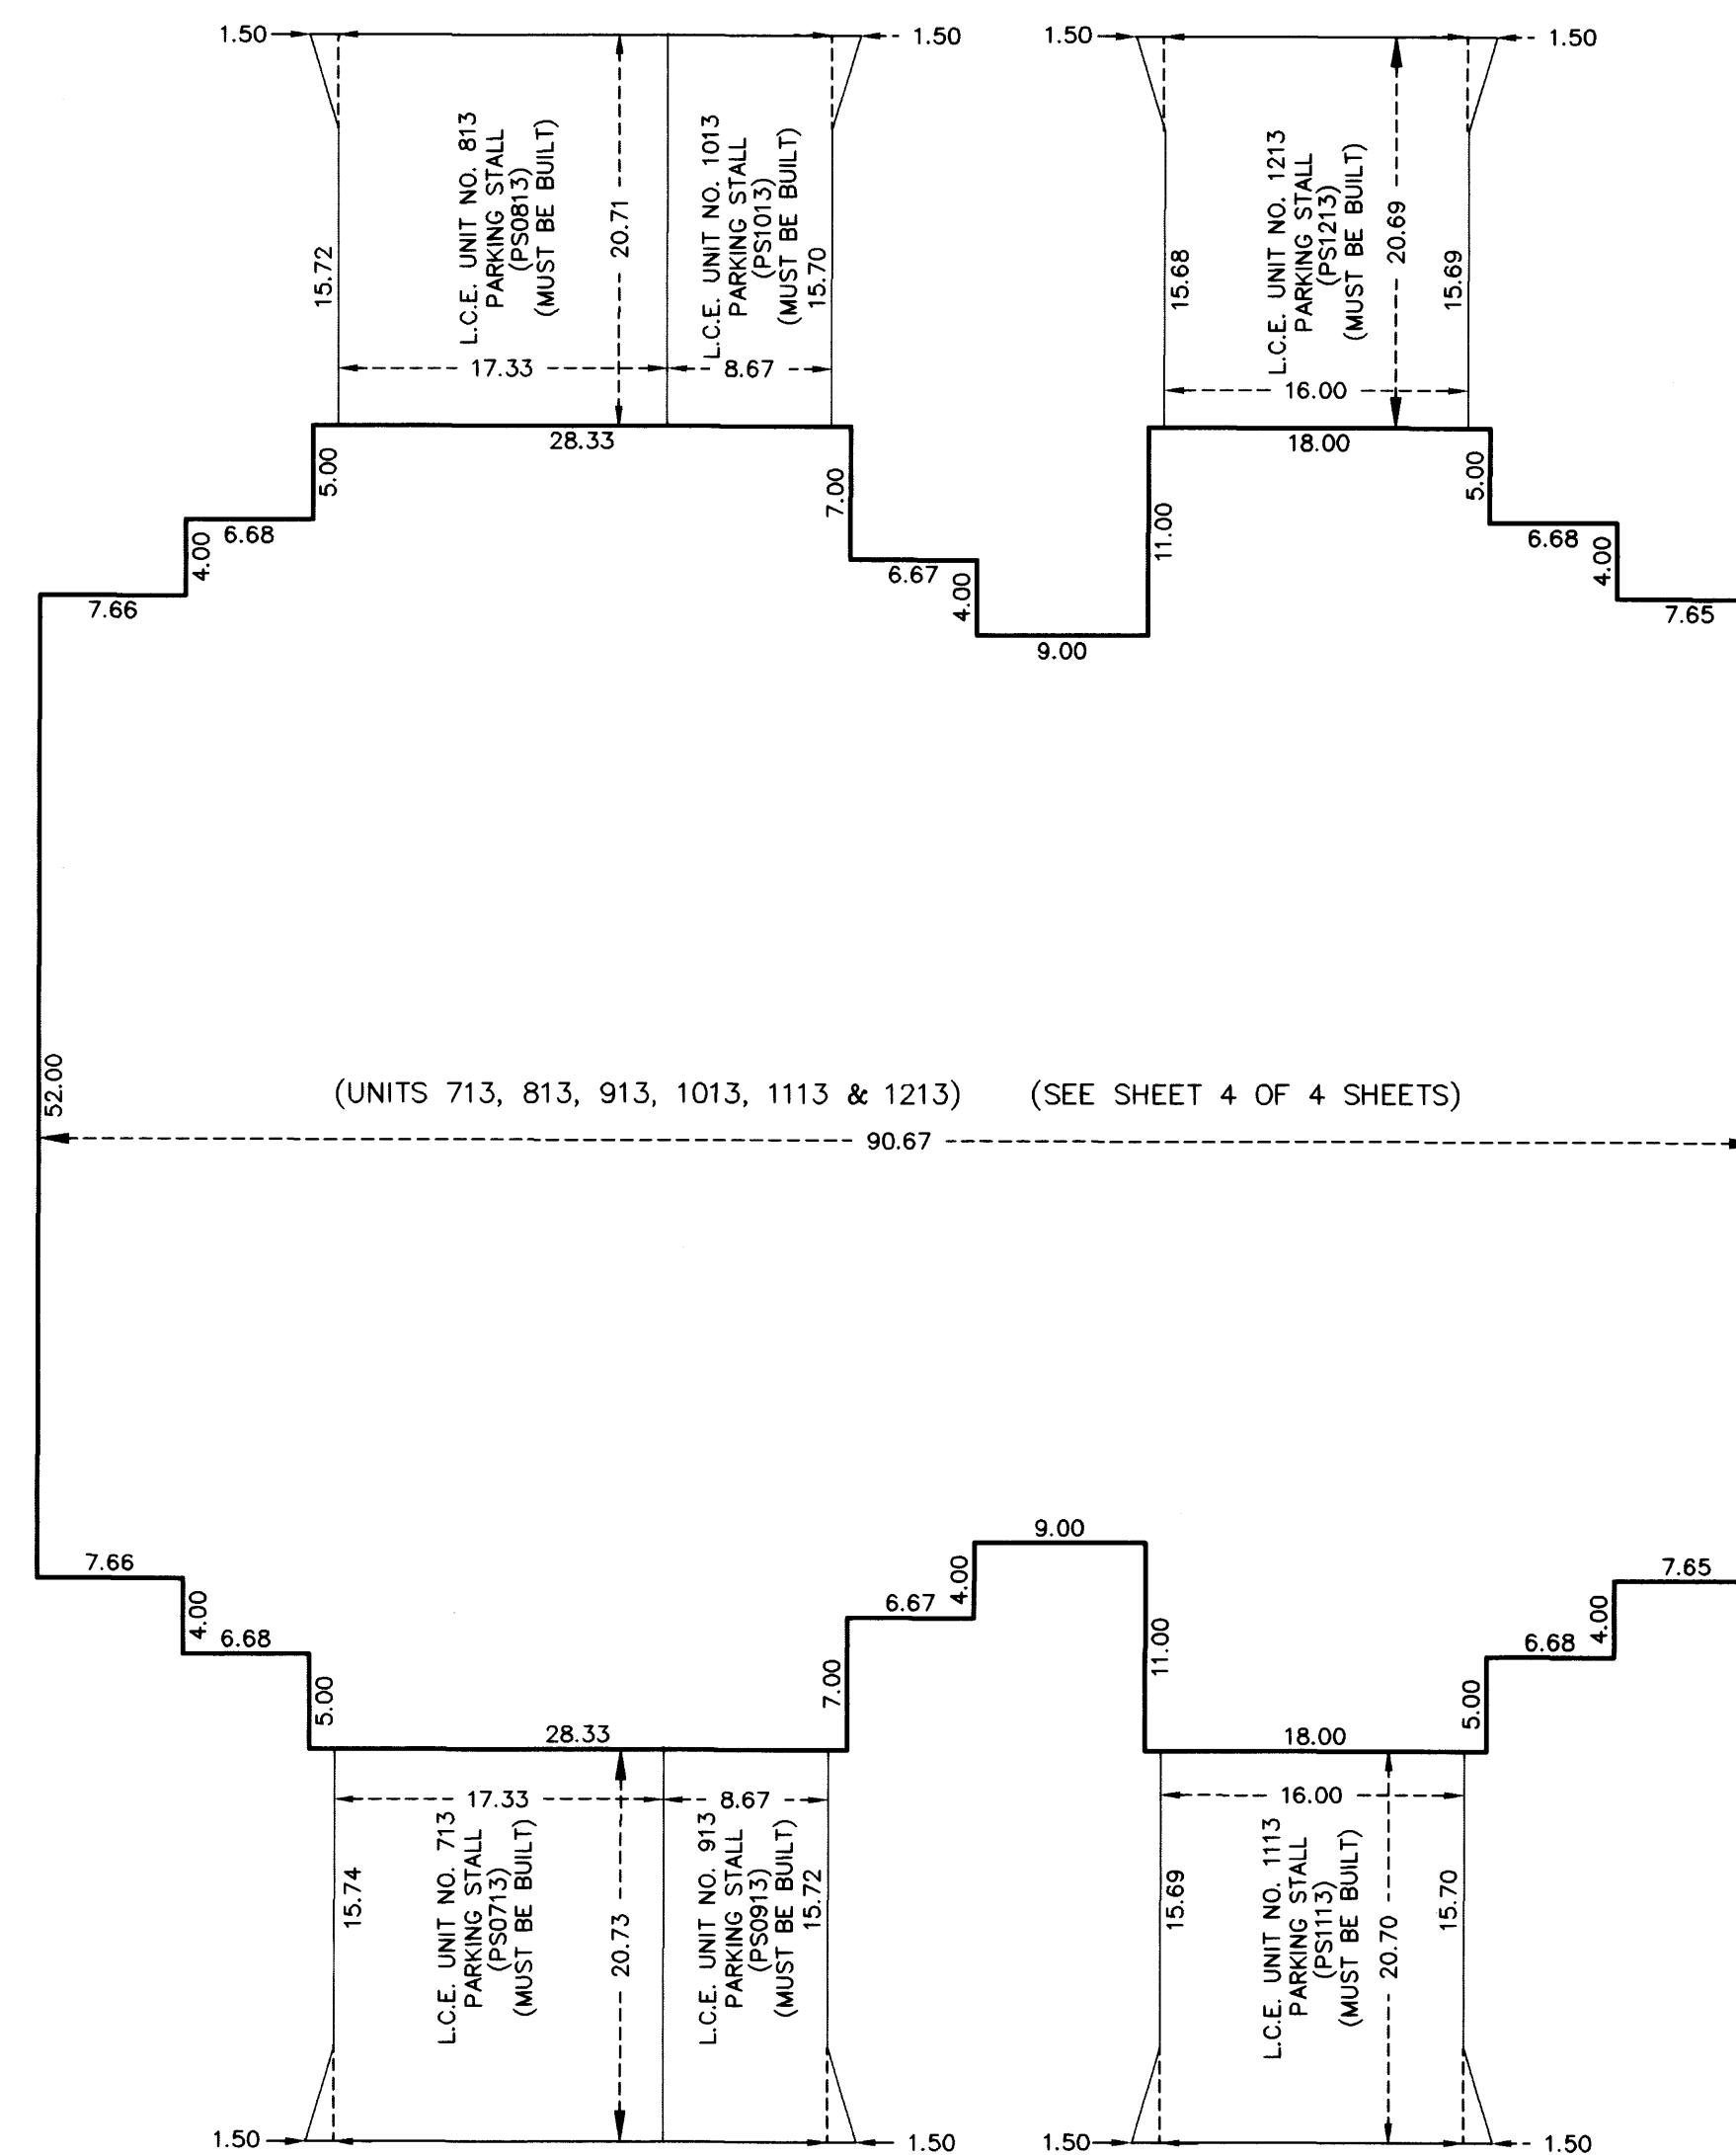 1.50
1.50
1.50
1.50
L.C.E. UNIT NO. 813
PARKING STALL
(PS0813)
(MUST BE BUILT)
20.71
L.C.E. UNIT NO. 1013
PARKING STALL
(PS1013)
(MUST BE BUILT)
L.C.E. UNIT NO. 1213
PARKING STALL
(PS1213)
(MUST BE BUILT)
20.69
15.72
15.70
15.68
15.69
17.33
8.67
16.00
28.33
18.00
5.00
7.00
11.00
5.00
6.68
4.00
6.67
4.00
6.68
4.00
7.66
9.00
7.65
52.00
(UNITS 713, 813, 913, 1013, 1113 & 1213) (SEE SHEET 4 OF 4 SHEETS)
90.67
9.00
7.66
7.65
4.00
6.68
6.67
4.00
6.68
4.00
5.00
7.00
11.00
5.00
28.33
18.00
17.33
8.67
16.00
15.74
L.C.E. UNIT NO. 713
PARKING STALL
(PS0713)
(MUST BE BUILT)
20.73
L.C.E. UNIT NO. 913
PARKING STALL
(PS0913)
(MUST BE BUILT)
15.72
15.69
L.C.E. UNIT NO. 1113
PARKING STALL
(PS1113)
(MUST BE BUILT)
20.70
15.70
1.50
1.50
1.50
1.50